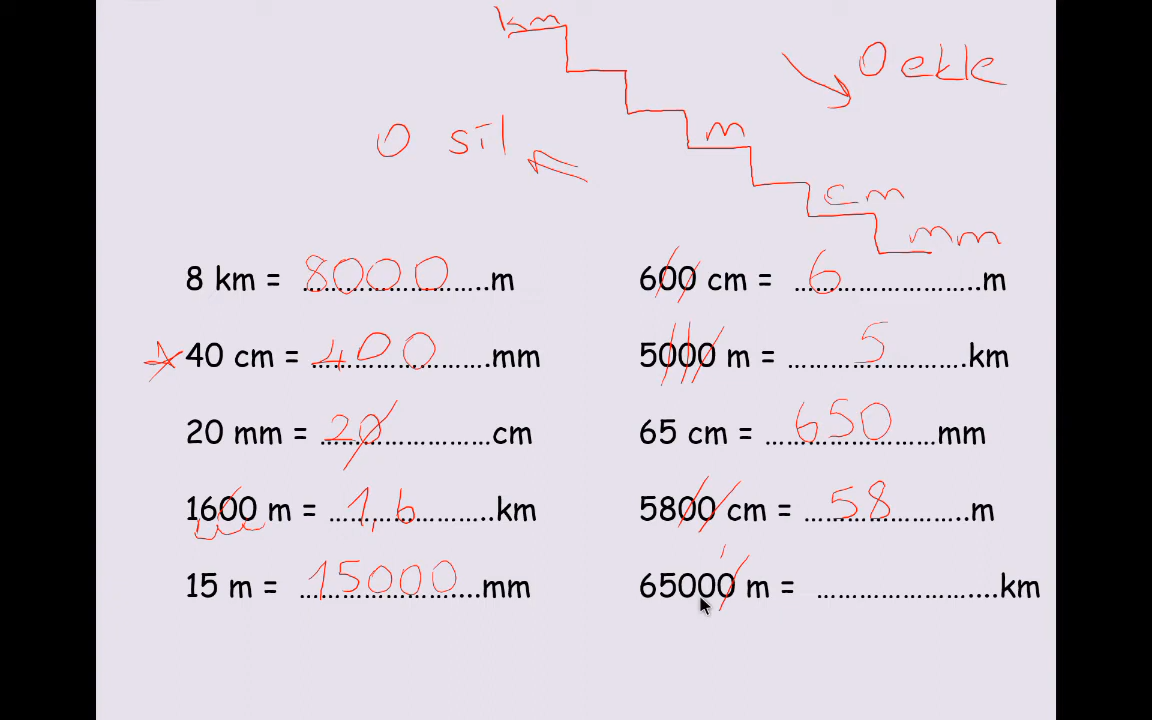 km
0 ekle
m
0 sil
cm
mm
8 km = 8000 m
40 cm = 400 mm
20 mm = 20 cm
1600 m = 1,6 km
15 m = 15000 mm
600 cm = 6 m
5000 m = 5 km
65 cm = 650 mm
5800 cm = 58 m
65000 m = ........................ km